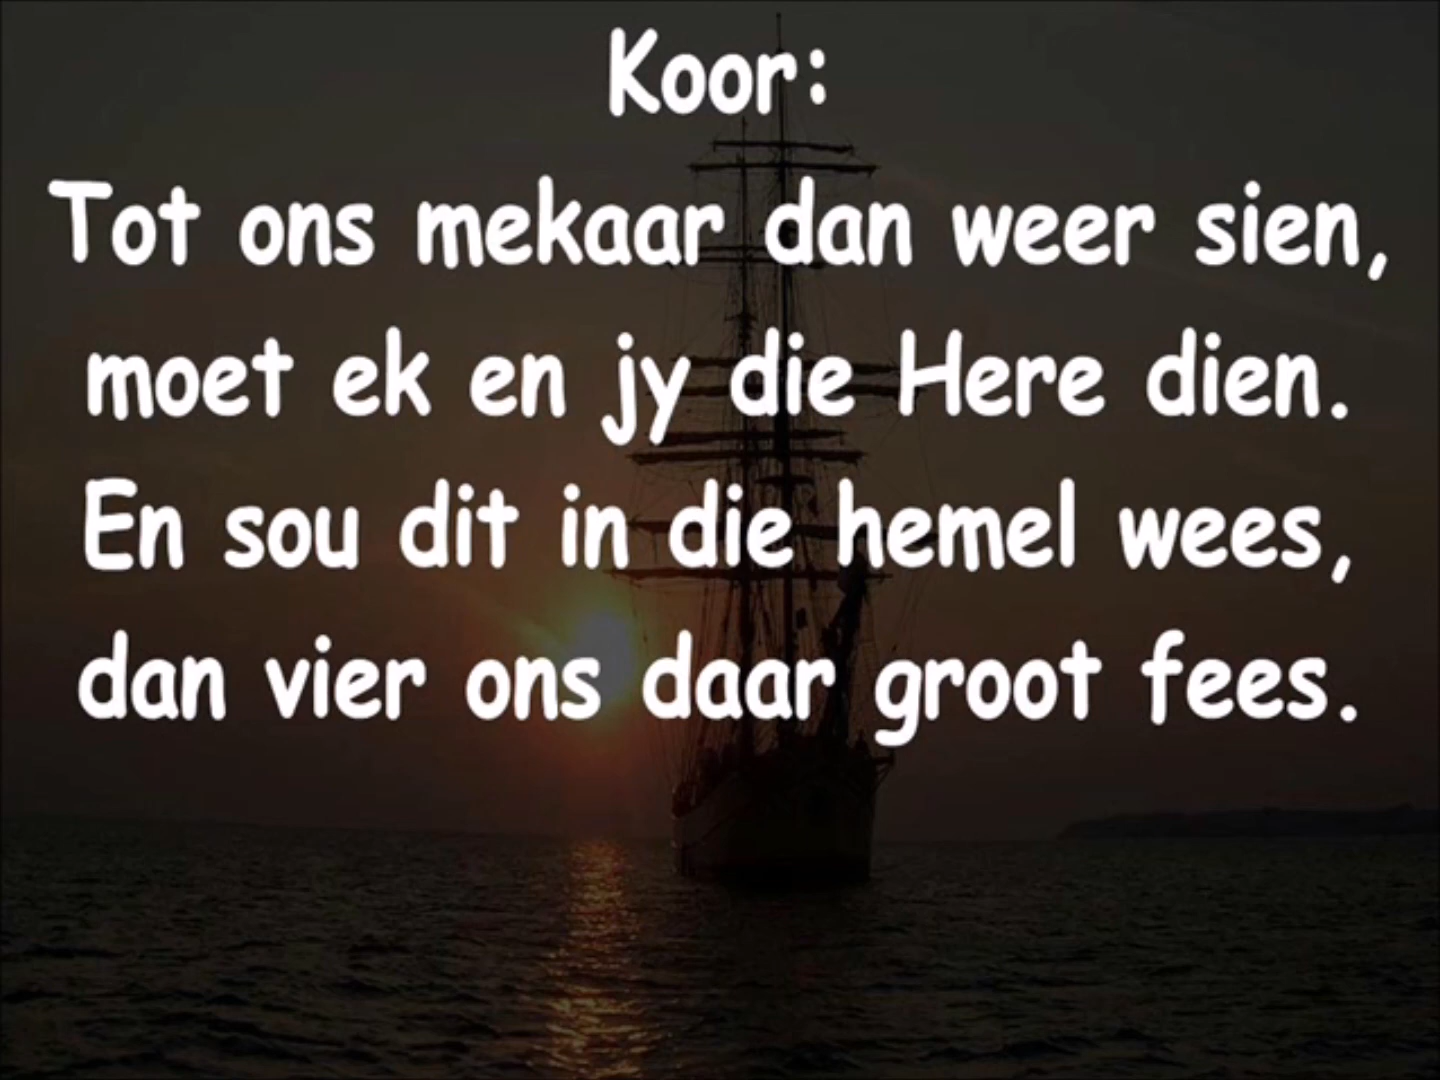 Koor:
Tot ons mekaar dan weer sien,
moet ek en jy die Here dien.
En sou dit in die hemel wees,
dan vier ons daar groot fees.